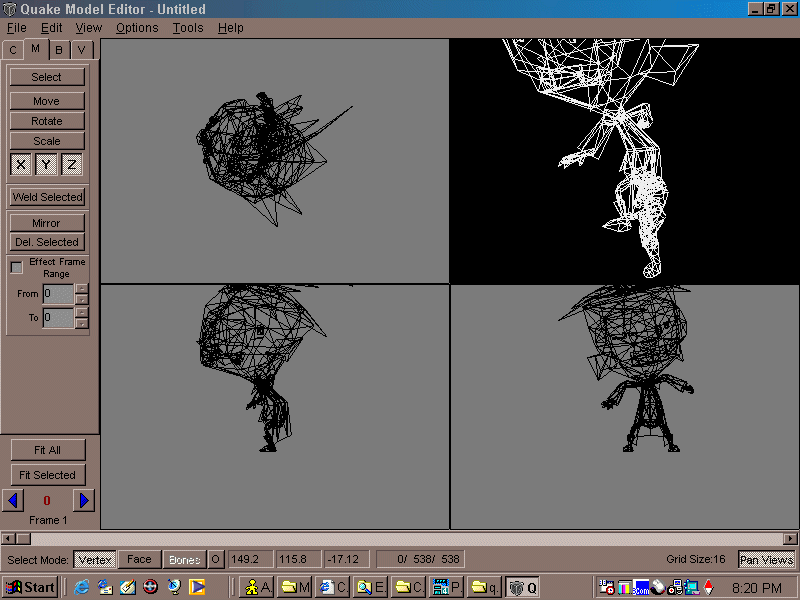 Quake Model Editor - Untitled
File Edit View Options Tools Help
C M B V
Select
Move
Rotate
Scale
X Y Z
Weld Selected
Mirror
Del. Selected
Effect Frame
Range
From 0
To 0
Fit All
Fit Selected
0
Frame 1
Select Mode: Vertex Face Bones O 149.2 115.8 -17.12 0/ 538/ 538 Grid Size:16 Pan Views
Start A. M C. E. C. P. q. Q 8:20 PM